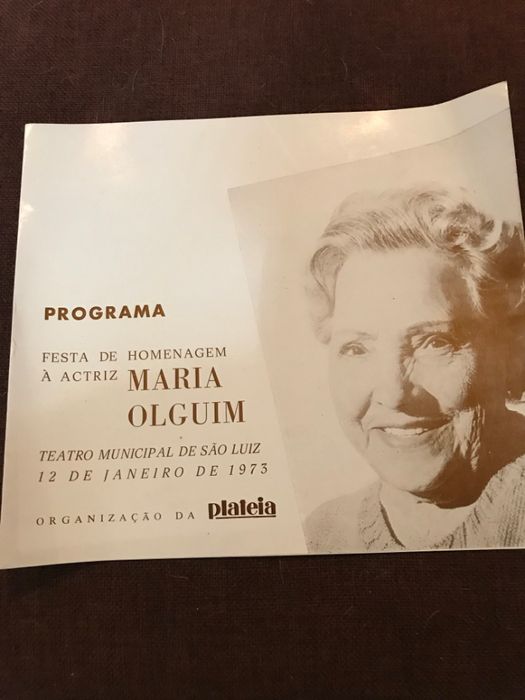 PROGRAMA
FESTA DE HOMENAGEM
À ACTRIZ MARIA
OLGUIM
TEATRO MUNICIPAL DE SÃO LUIZ
12 DE JANEIRO DE 1973
ORGANIZAÇÃO DA plateia